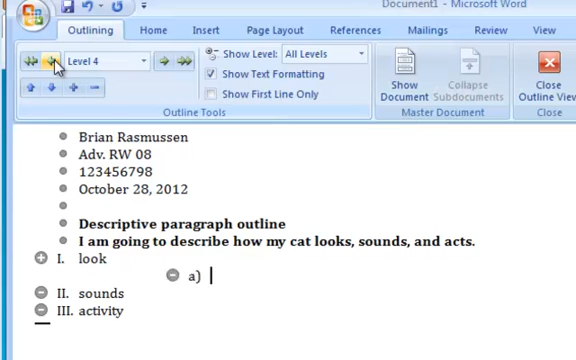 Document1 - Microsoft Word
Outlining Home Insert Page Layout References Mailings Review View
Level 4
Show Level: All Levels
Show Text Formatting
Show First Line Only
Outline Tools
Show Document
Collapse Subdocuments
Master Document
Close Outline View
Close
Brian Rasmussen
Adv. RW 08
123456798
October 28, 2012
Descriptive paragraph outline
I am going to describe how my cat looks, sounds, and acts.
I. look
a)
II. sounds
III. activity